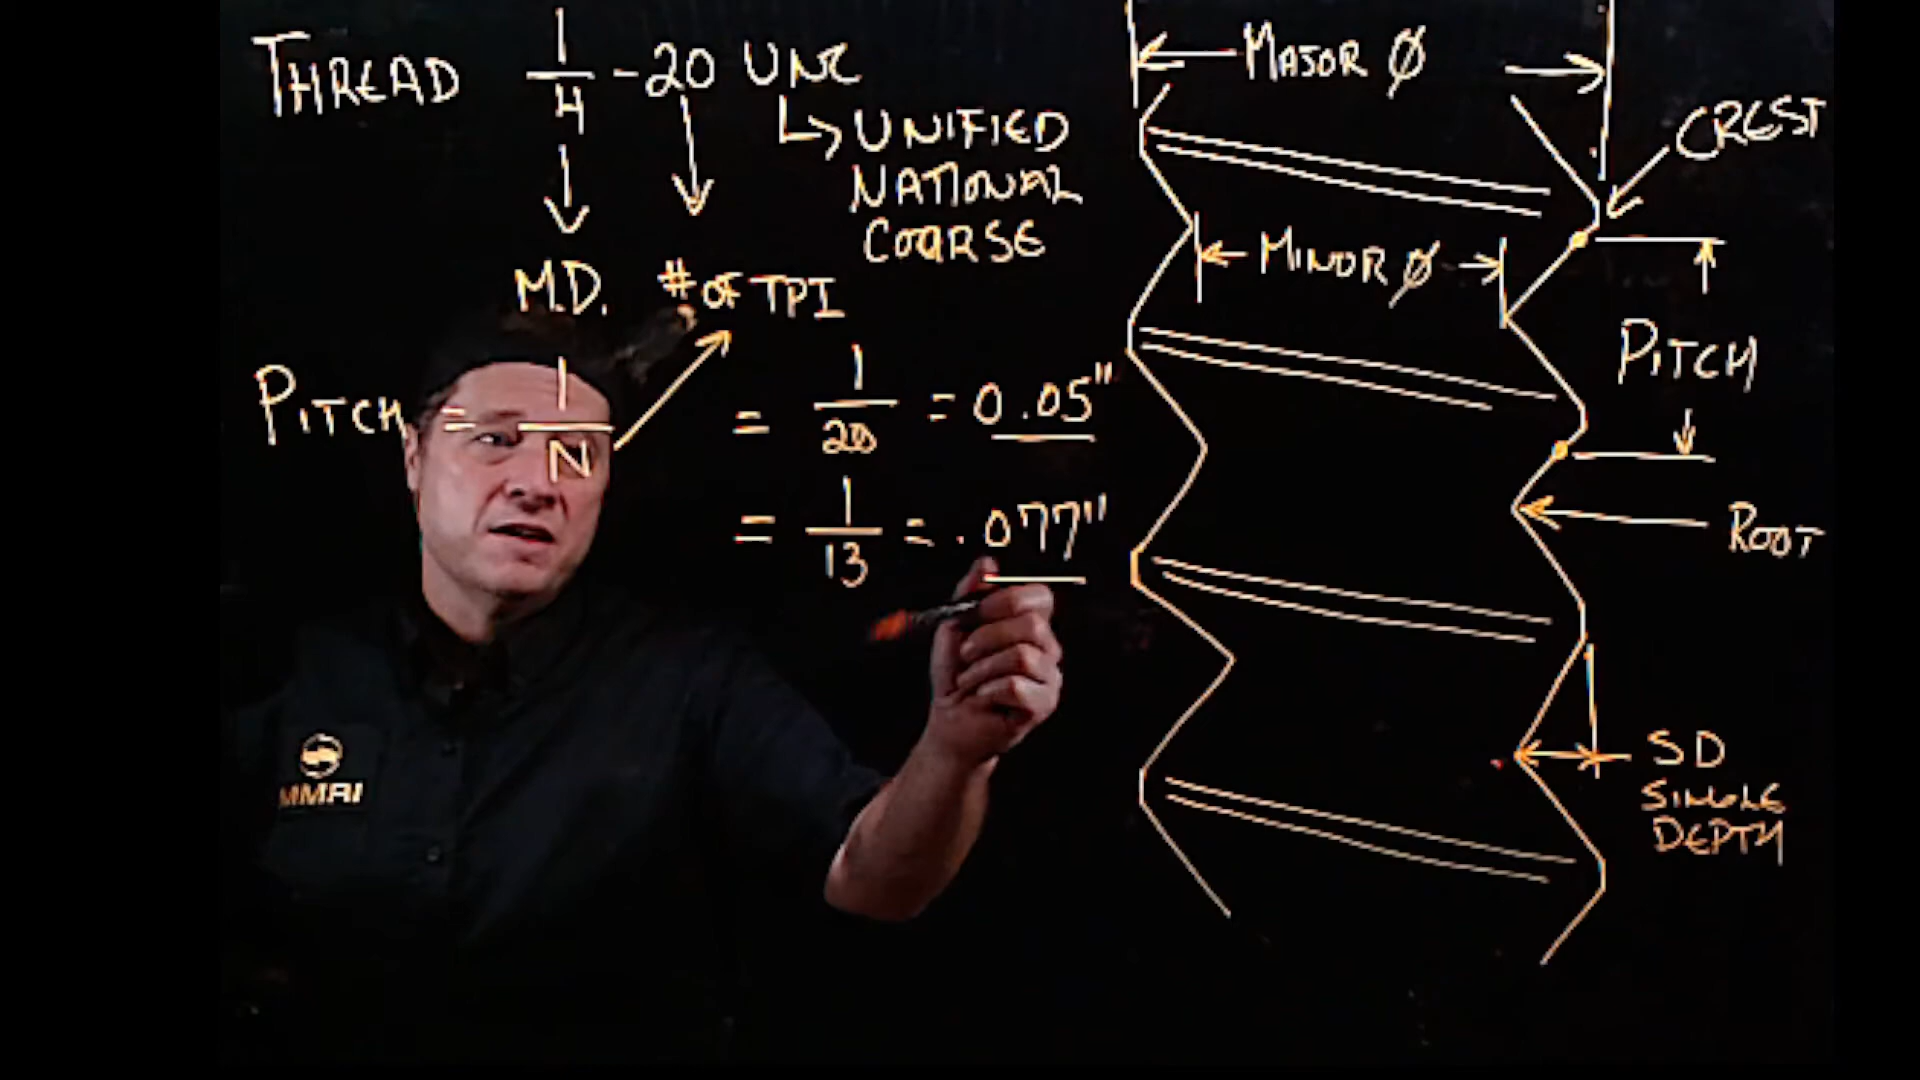 THREAD 1/4 - 20 UNC
↳ UNIFIED
NATIONAL
COARSE
M.D. # OF TPI
PITCH = 1/N = 1/20 = 0.05"
= 1/13 = .077"
MAJOR Ø
CREST
MINOR Ø
PITCH
ROOT
SD
SINGLE
DEPTH
MMRI